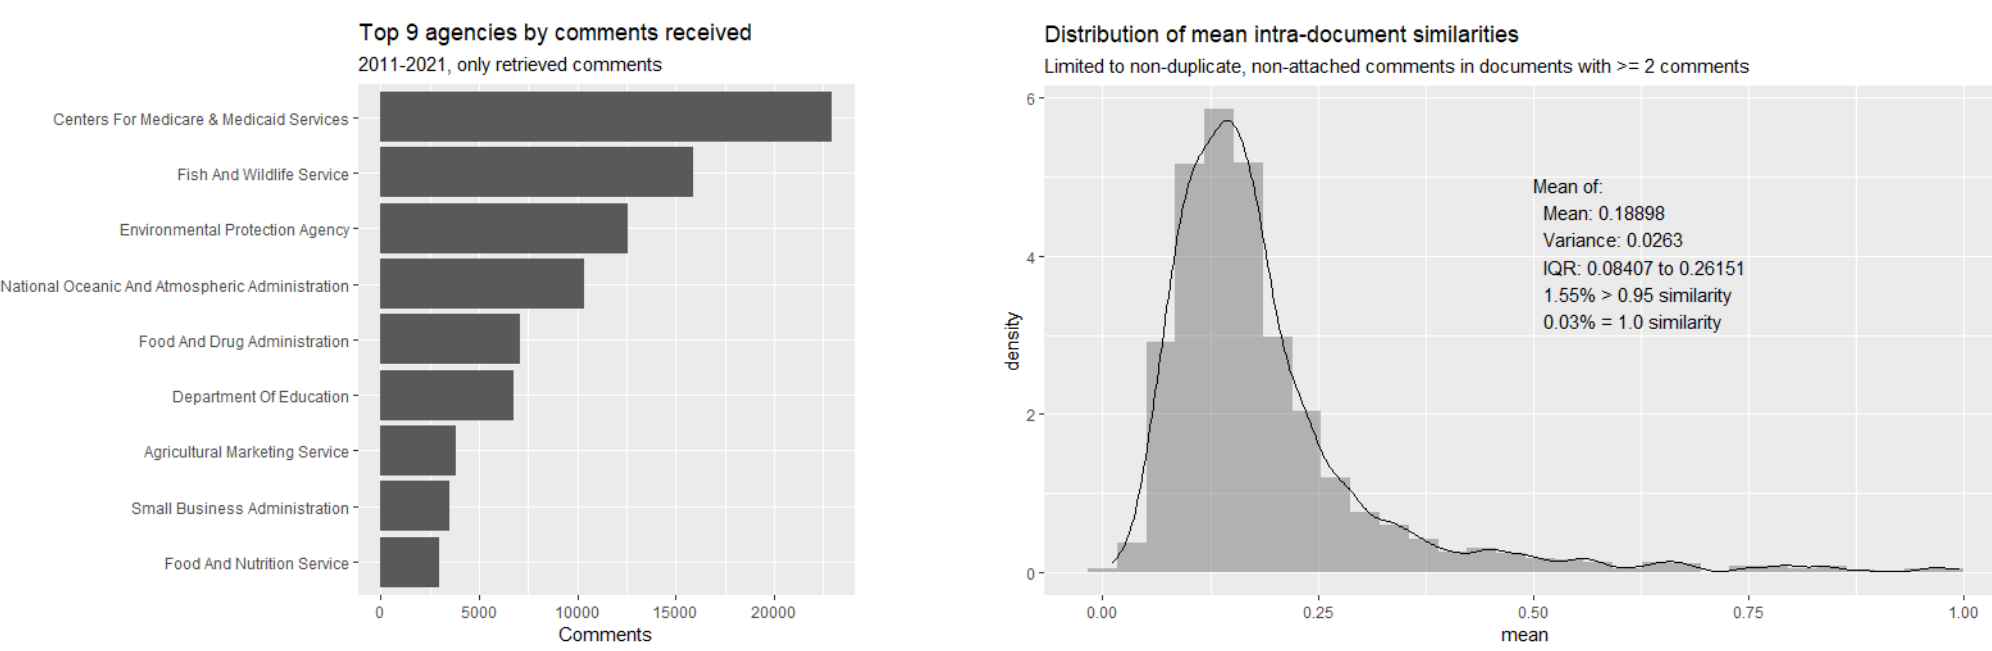 Top 9 agencies by comments received
2011-2021, only retrieved comments
Centers For Medicare & Medicaid Services
Fish And Wildlife Service
Environmental Protection Agency
National Oceanic And Atmospheric Administration
Food And Drug Administration
Department Of Education
Agricultural Marketing Service
Small Business Administration
Food And Nutrition Service
0 5000 10000 15000 20000
Comments
Distribution of mean intra-document similarities
Limited to non-duplicate, non-attached comments in documents with >= 2 comments
6
4
2
0
density
Mean of:
Mean: 0.18898
Variance: 0.0263
IQR: 0.08407 to 0.26151
1.55% > 0.95 similarity
0.03% = 1.0 similarity
0.00 0.25 0.50 0.75 1.00
mean